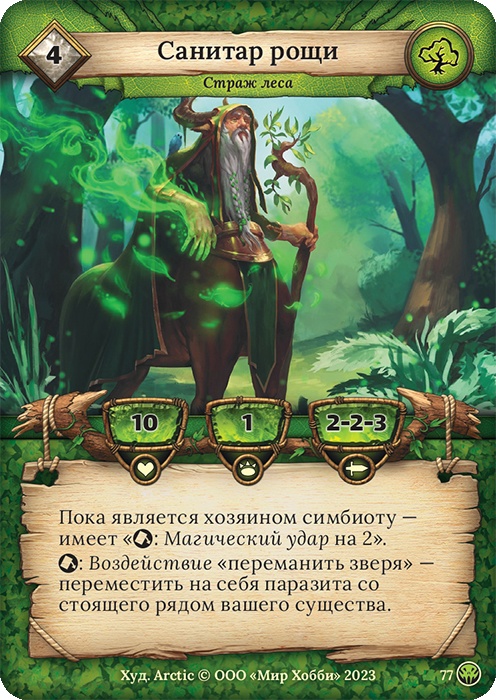 4
Санитар рощи
Страж леса
10
1
2-2-3
Пока является хозяином симбиоту —
имеет «: Магический удар на 2».
: Воздействие «переманить зверя» —
переместить на себя паразита со
стоящего рядом вашего существа.
Худ. Arctic © ООО «Мир Хобби» 2023
77